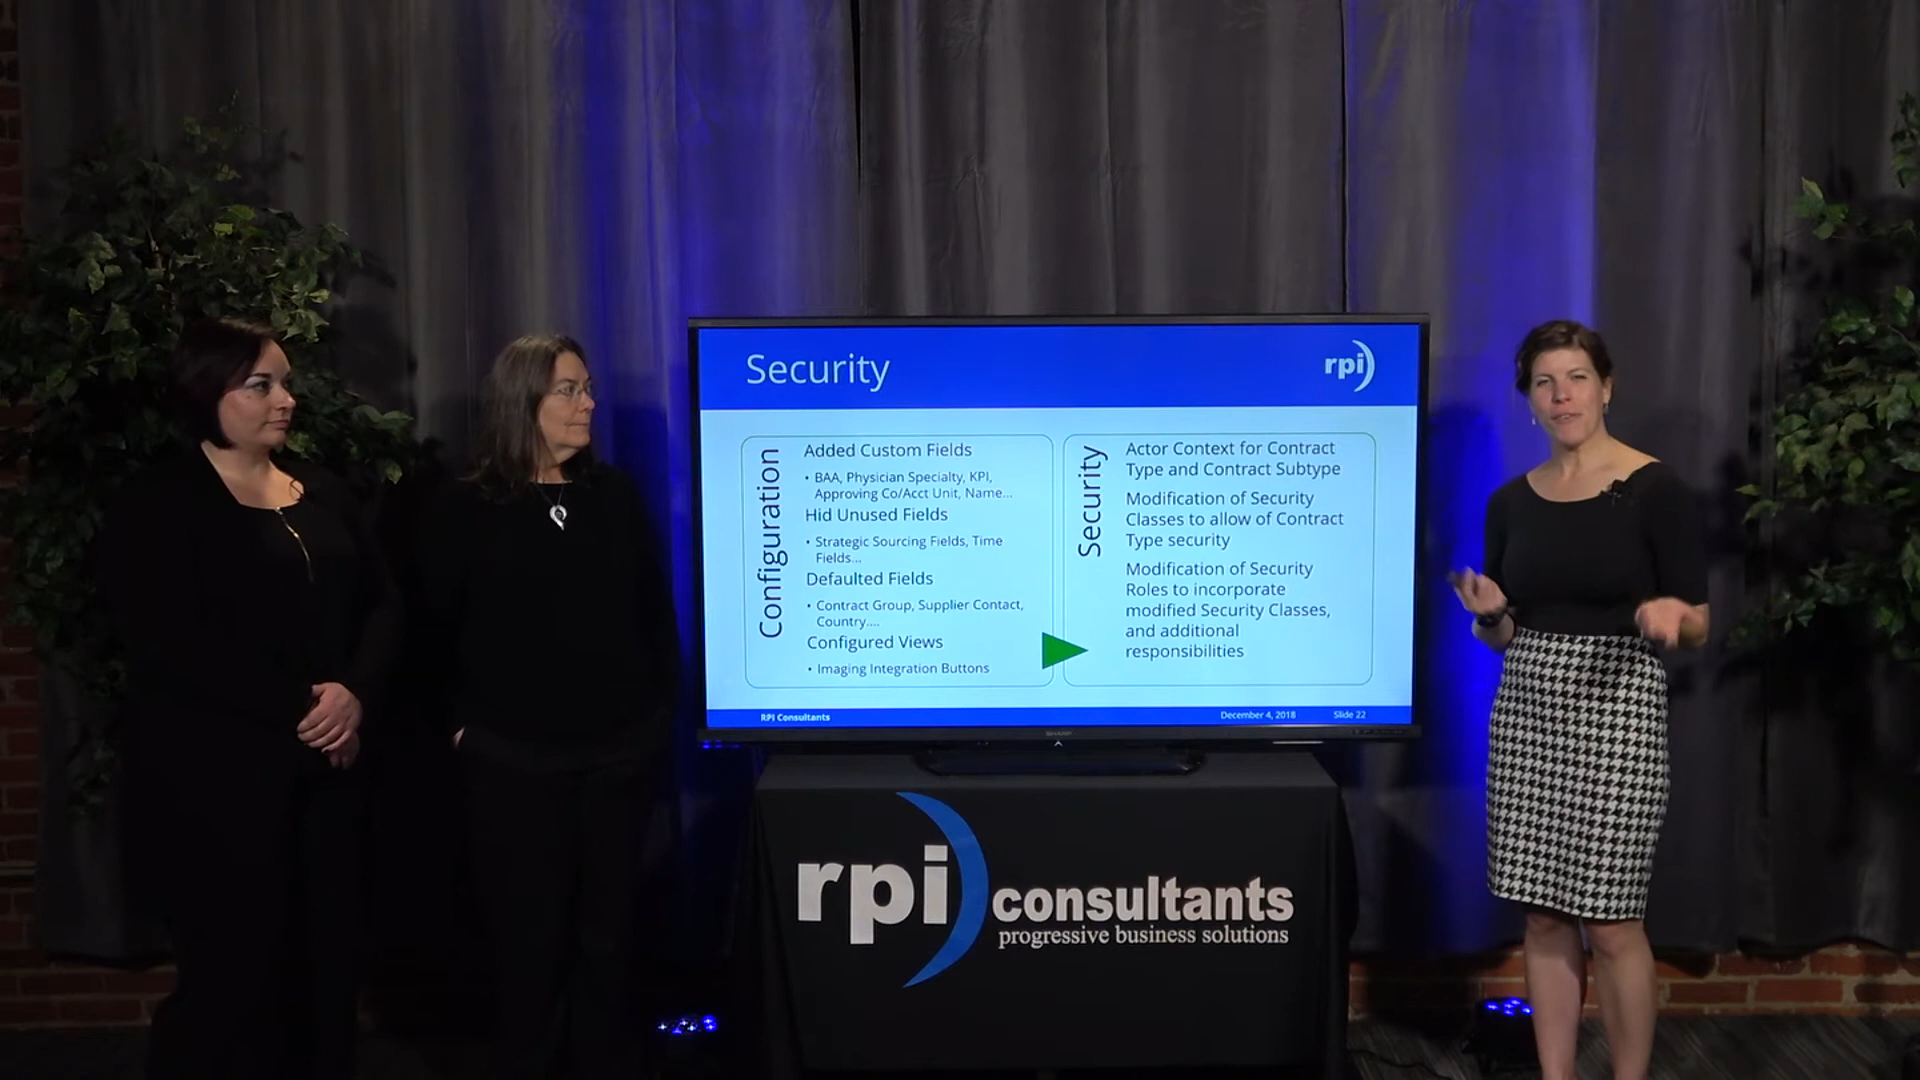 Security
rpi
Configuration
Added Custom Fields
• BAA, Physician Specialty, KPI,
Approving Co/Acct Unit, Name...
Hid Unused Fields
• Strategic Sourcing Fields, Time
Fields...
Defaulted Fields
• Contract Group, Supplier Contact,
Country....
Configured Views
• Imaging Integration Buttons
Security
Actor Context for Contract
Type and Contract Subtype
Modification of Security
Classes to allow of Contract
Type security
Modification of Security
Roles to incorporate
modified Security Classes,
and additional
responsibilities
RPI Consultants
December 4, 2018
Slide 22
SHARP
rpi consultants
progressive business solutions